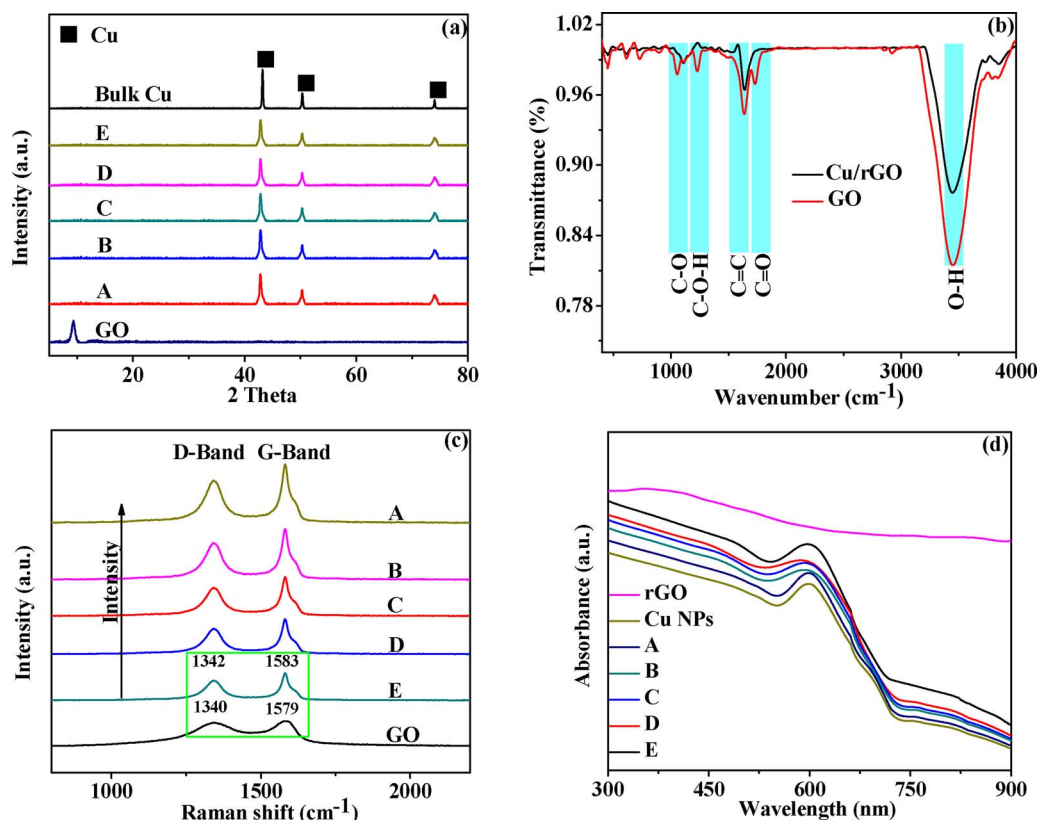 (a)
■ Cu
Bulk Cu
E
D
C
B
A
GO
Intensity (a.u.)
20 40 60 80
2 Theta
(b)
1.02
0.96
0.90
0.84
0.78
Transmittance (%)
Cu/rGO
GO
C-O
C-O-H
C=C
C=O
O-H
1000 2000 3000 4000
Wavenumber (cm-1)
(c)
D-Band G-Band
A
B
C
D
1342 1583
E
1340 1579
GO
Intensity
Intensity (a.u.)
1000 1500 2000
Raman shift (cm-1)
(d)
Absorbance (a.u.)
rGO
Cu NPs
A
B
C
D
E
300 450 600 750 900
Wavelength (nm)